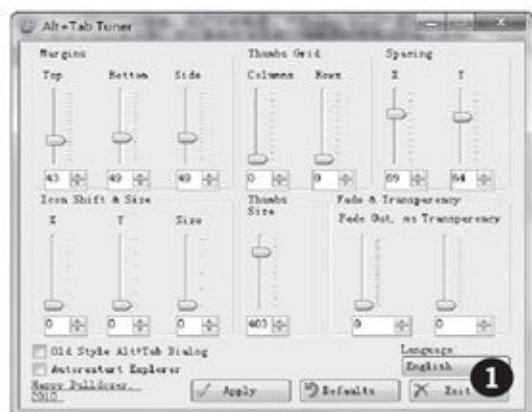 Alt+Tab Tuner
Margins
Thumbs Grid
Spacing
Top Bottom Side
Columns Rows
X Y
43 49 49
0 0
69 64
Icon Shift & Size
Thumbs Size
Fade & Transparency
X Y Size
Fade Out, ms Transparency
0 0 0
403
0 0
Old Style Alt+Tab Dialog
Autorestart Explorer
Language:
English
Happy Bulldozer, 2010
Apply
Defaults
Exit
1